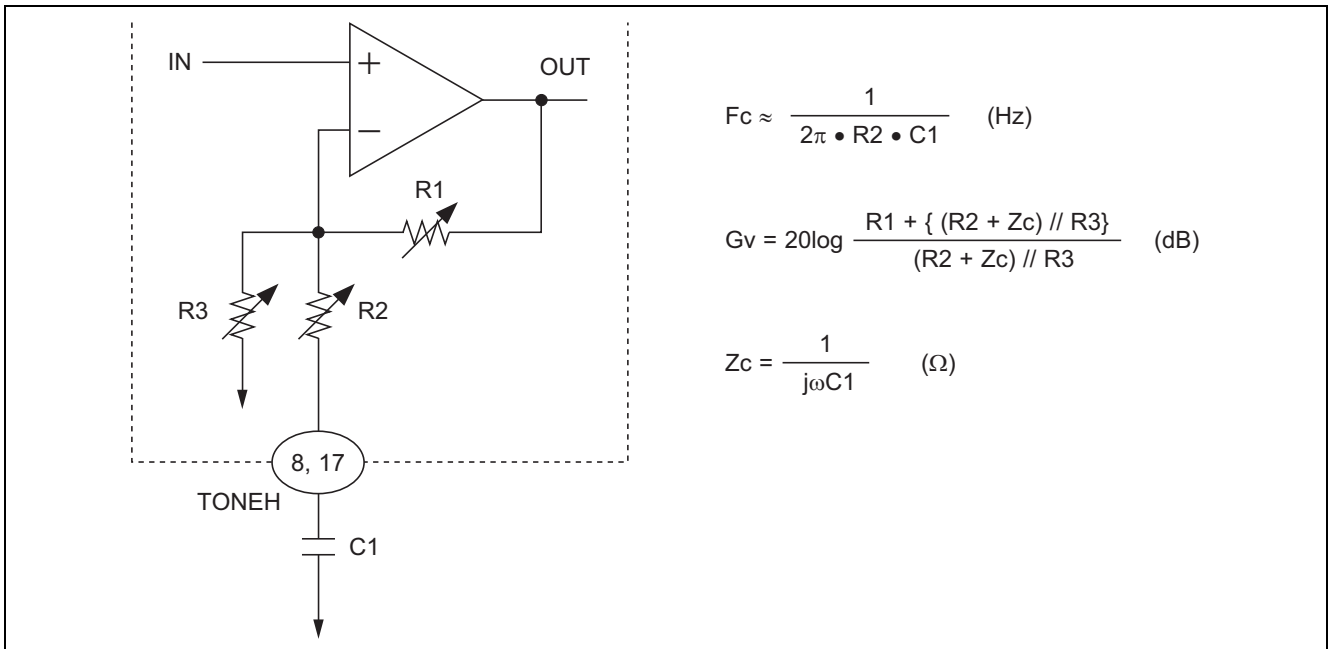 IN
+
−
OUT
R1
R3
R2
8, 17
TONEH
C1
Fc ≈ 1 / 2π • R2 • C1 (Hz)
Gv = 20log R1 + { (R2 + Zc) // R3} / (R2 + Zc) // R3 (dB)
Zc = 1 / jωC1 (Ω)